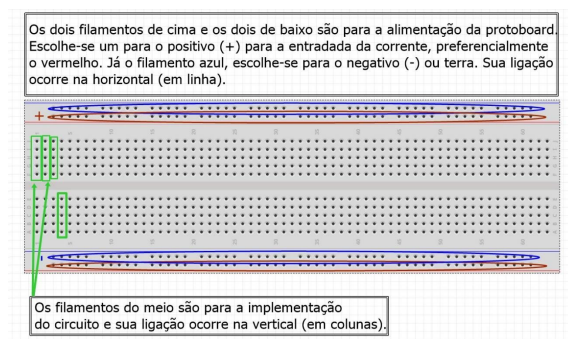 Os dois filamentos de cima e os dois de baixo são para a alimentação da protoboard.
Escolhe-se um para o positivo (+) para a entradada da corrente, preferencialmente
o vermelho. Já o filamento azul, escolhe-se para o negativo (-) ou terra. Sua ligação
ocorre na horizontal (em linha).
+
-
Os filamentos do meio são para a implementação
do circuito e sua ligação ocorre na vertical (em colunas).